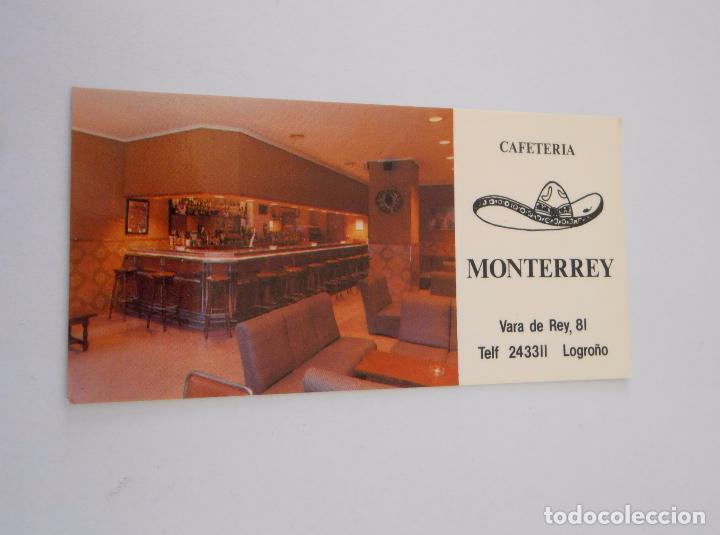 CAFETERIA
MONTERREY
Vara de Rey, 81
Telf 243311 Logroño
todocoleccion